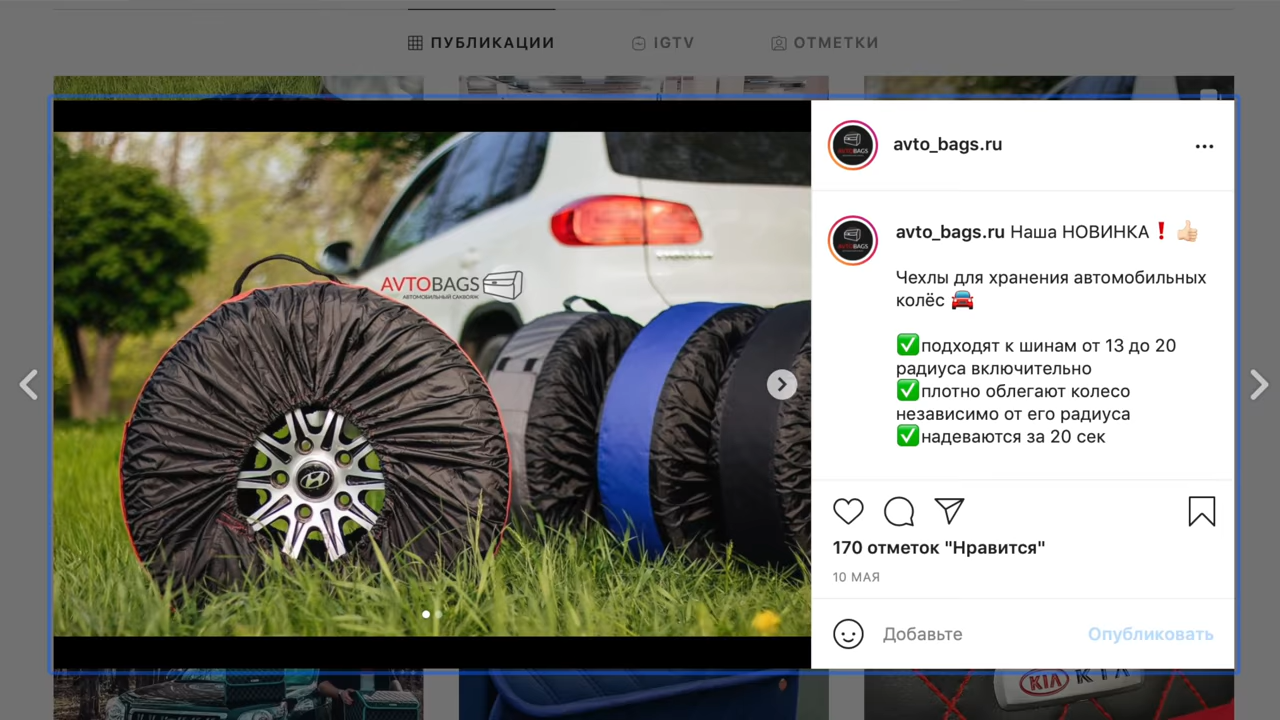 ПУБЛИКАЦИИ
IGTV
ОТМЕТКИ
avto_bags.ru
AVTOBAGS
АВТОМОБИЛЬНЫЙ САКВОЯЖ
avto_bags.ru Наша НОВИНКА❗ 👍🏻
Чехлы для хранения автомобильных
колёс 🚘
✅подходят к шинам от 13 до 20
радиуса включительно
✅плотно облегают колесо
независимо от его радиуса
✅надеваются за 20 сек
170 отметок "Нравится"
10 МАЯ
Добавьте
Опубликовать
KIA
KIA